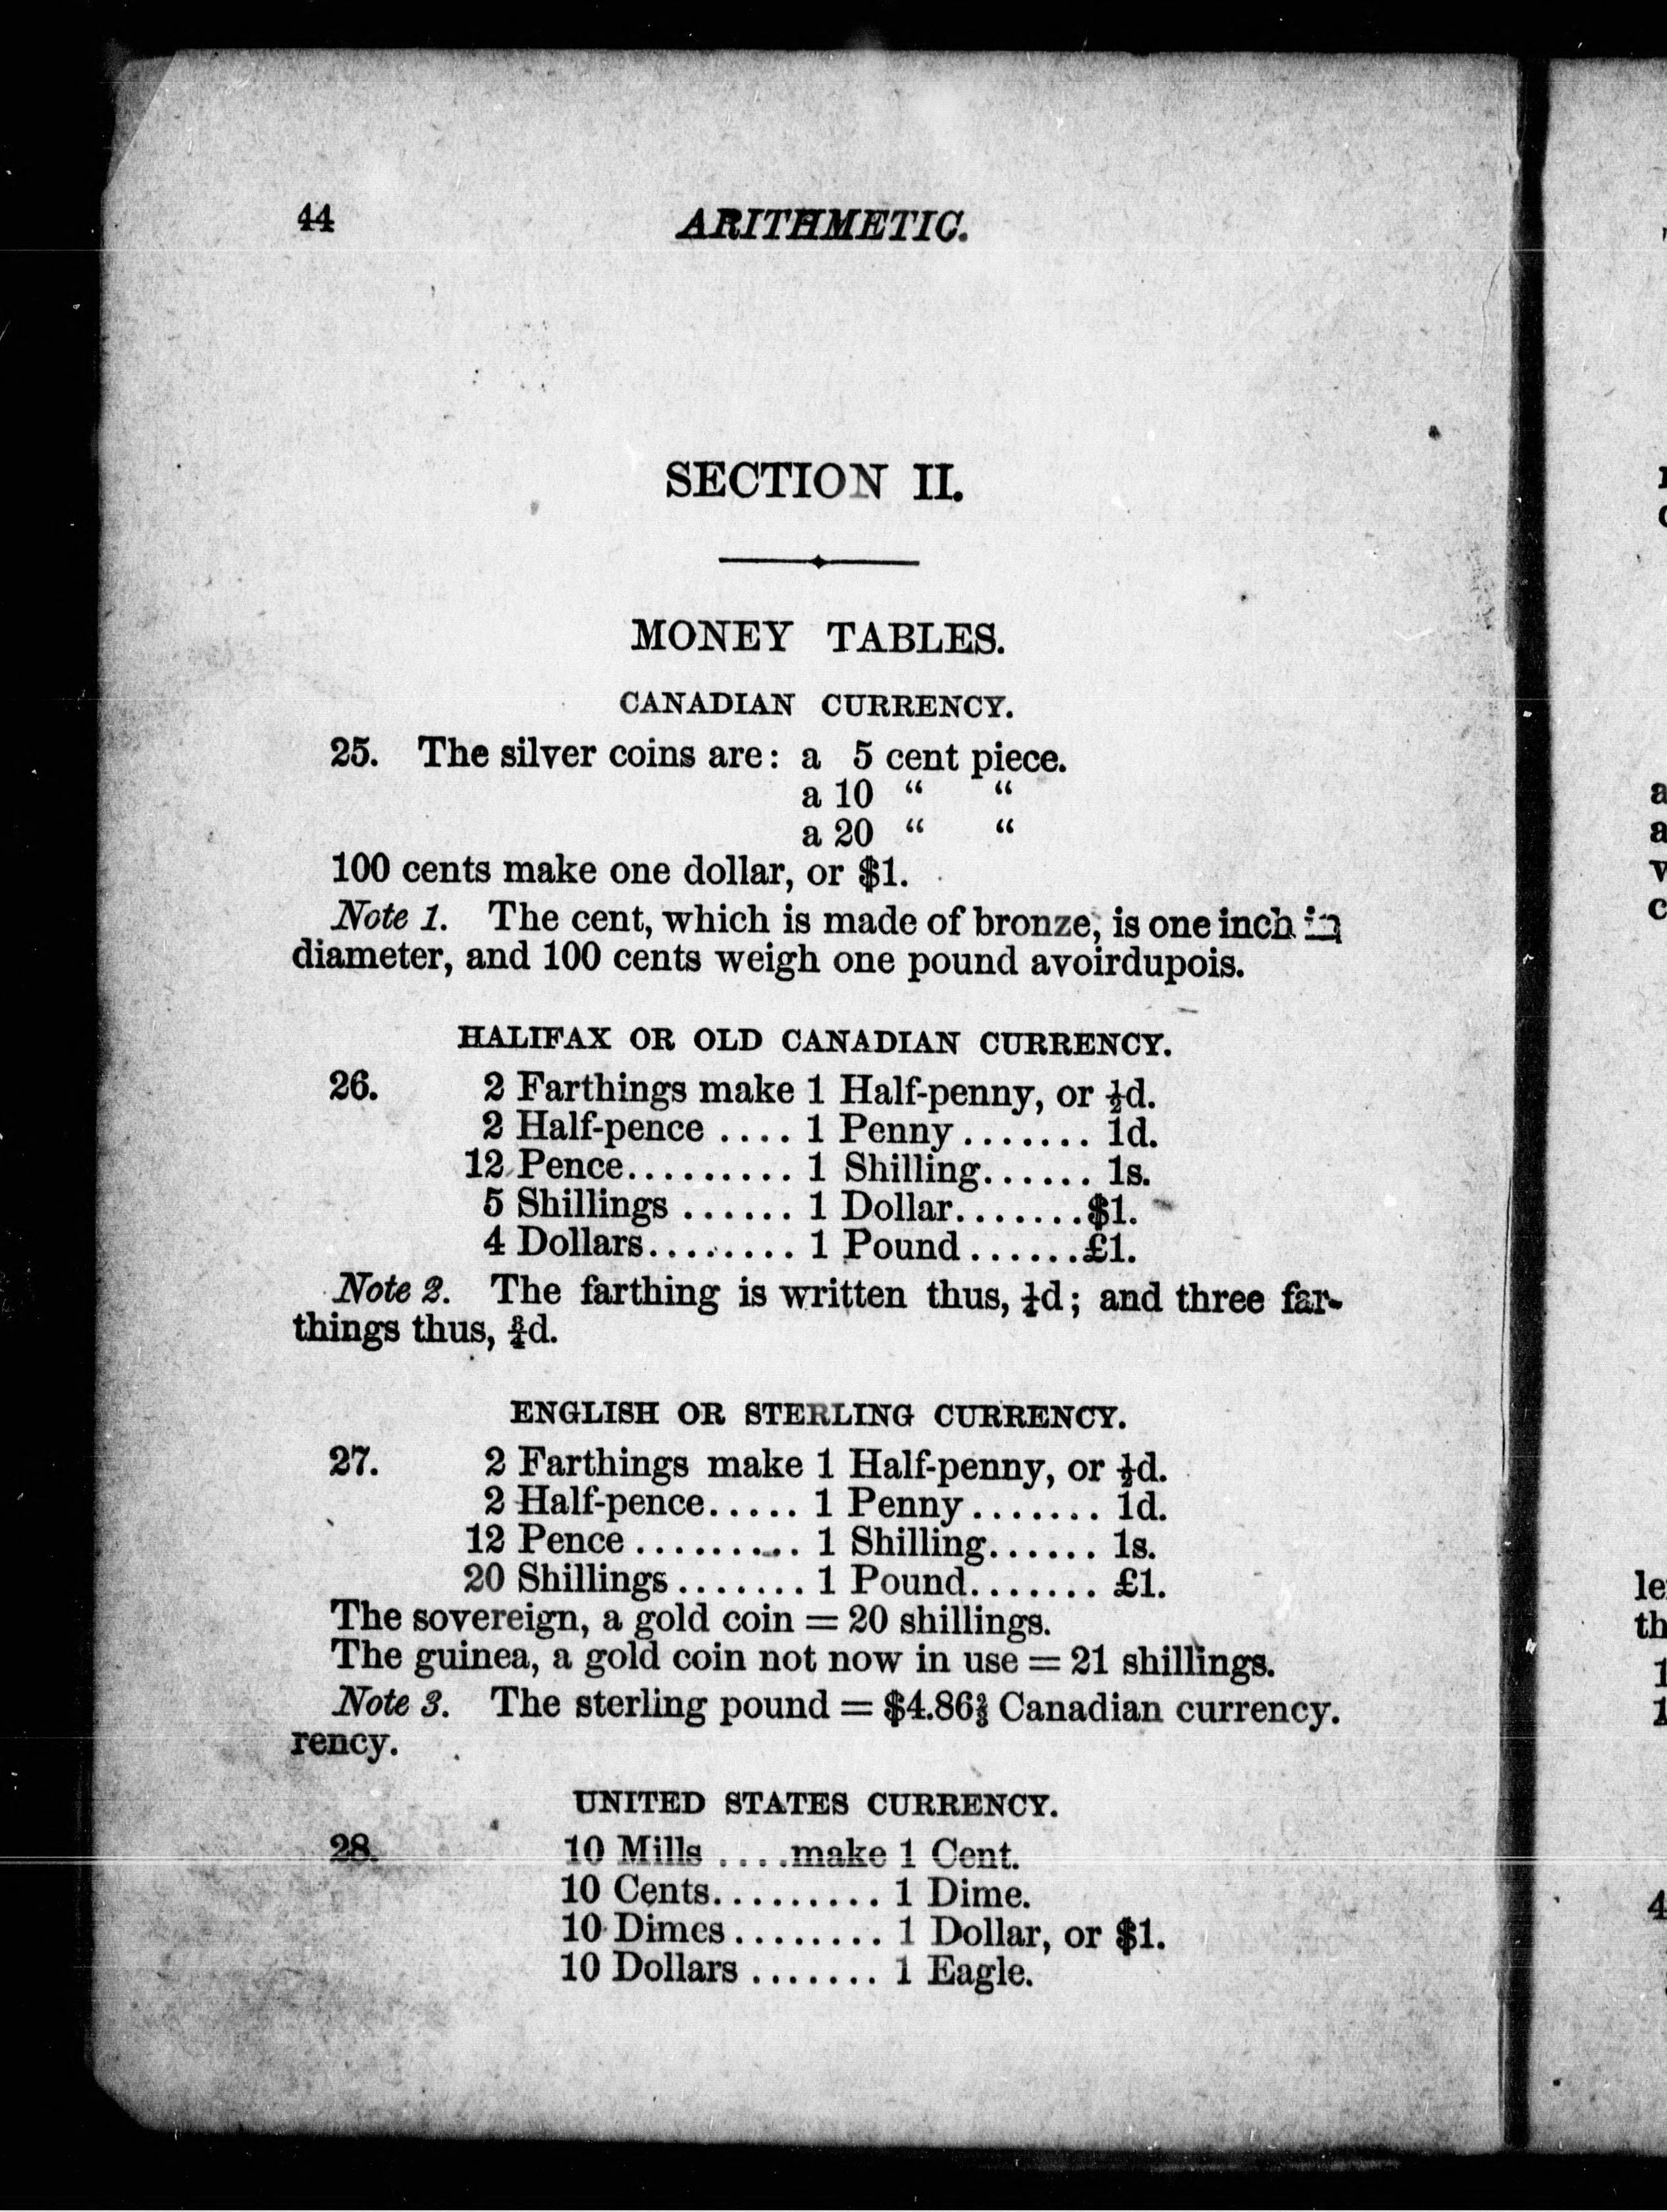 44 ARITHMETIC.
SECTION II.
MONEY TABLES.
CANADIAN CURRENCY.
25. The silver coins are: a 5 cent piece.
a 10 “ “
a 20 “ “
100 cents make one dollar, or $1.
Note 1. The cent, which is made of bronze, is one inch in
diameter, and 100 cents weigh one pound avoirdupois.
HALIFAX OR OLD CANADIAN CURRENCY.
26. 2 Farthings make 1 Half-penny, or ½d.
2 Half-pence .... 1 Penny ....... 1d.
12 Pence......... 1 Shilling...... 1s.
5 Shillings ...... 1 Dollar.......$1.
4 Dollars........ 1 Pound ......£1.
Note 2. The farthing is written thus, ¼d; and three far-
things thus, ¾d.
ENGLISH OR STERLING CURRENCY.
27. 2 Farthings make 1 Half-penny, or ½d.
2 Half-pence..... 1 Penny ....... 1d.
12 Pence ......... 1 Shilling...... 1s.
20 Shillings ....... 1 Pound....... £1.
The sovereign, a gold coin = 20 shillings.
The guinea, a gold coin not now in use = 21 shillings.
Note 3. The sterling pound = $4.86⅔ Canadian currency.
rency.
UNITED STATES CURRENCY.
28. 10 Mills ....make 1 Cent.
10 Cents......... 1 Dime.
10 Dimes ........ 1 Dollar, or $1.
10 Dollars ....... 1 Eagle.